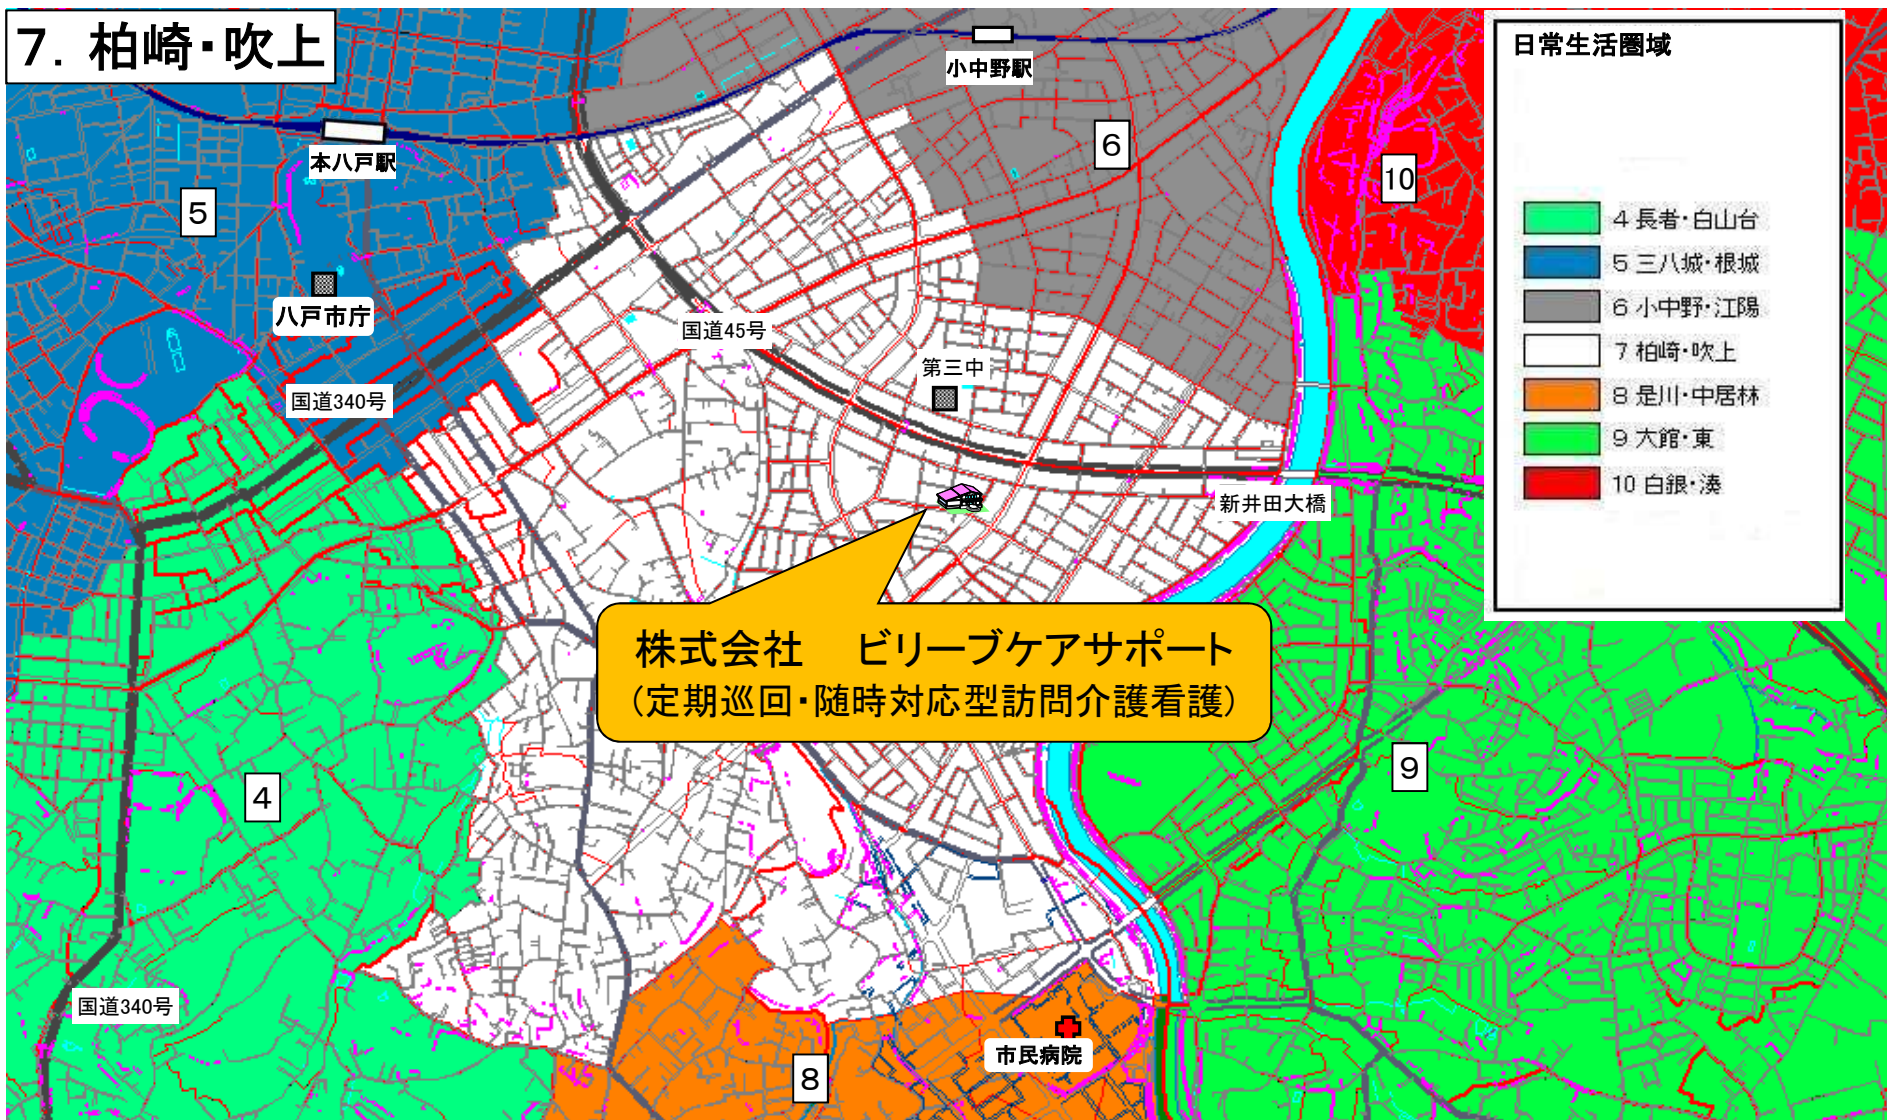 7．柏崎・吹上
小中野駅
本八戸駅
6
10
5
八戸市庁
国道45号
第三中
国道340号
新井田大橋
株式会社　ビリーブケアサポート
(定期巡回・随時対応型訪問介護看護)
4
9
国道340号
市民病院
8
日常生活圏域
4 長者・白山台
5 三八城・根城
6 小中野・江陽
7 柏崎・吹上
8 是川・中居林
9 大館・東
10 白銀・湊